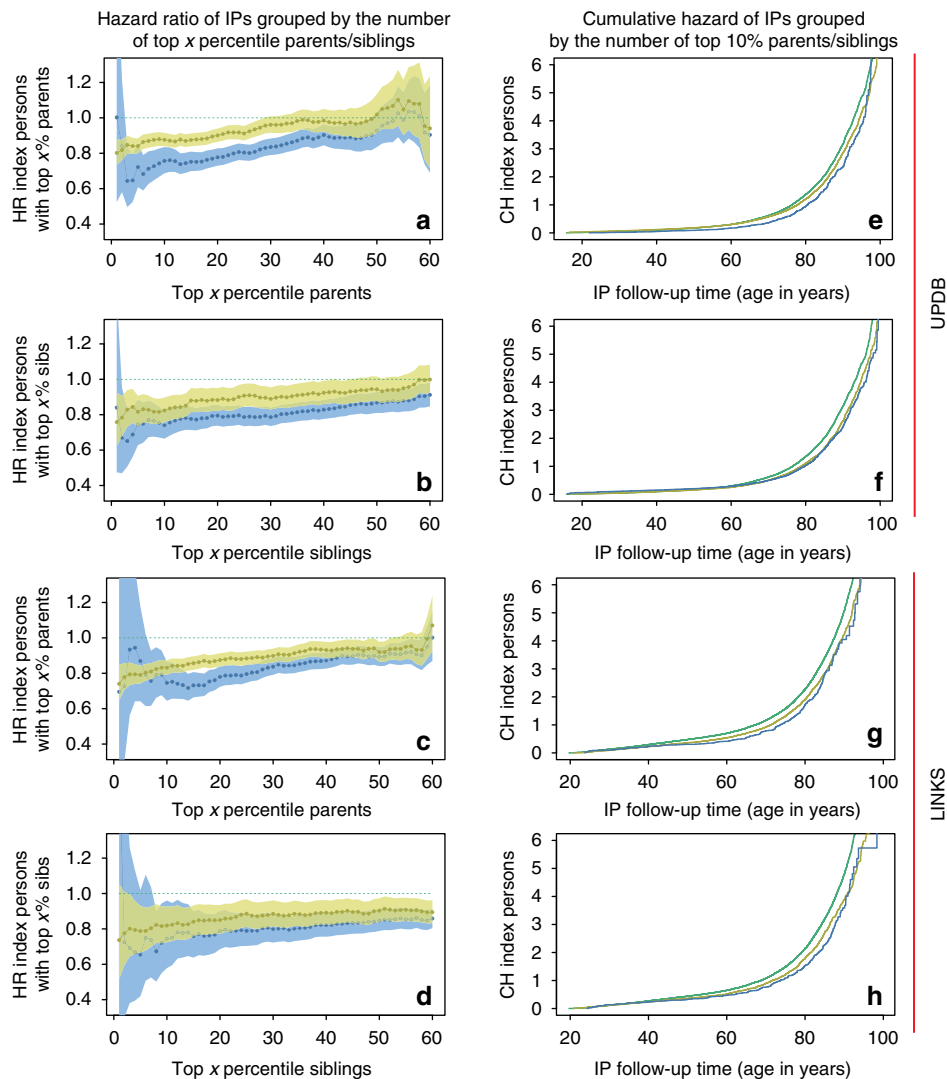 Hazard ratio of IPs grouped by the number
of top x percentile parents/siblings
Cumulative hazard of IPs grouped
by the number of top 10% parents/siblings
HR index persons
with top x% parents
1.2
1.0
0.8
0.6
0.4
a
0 10 20 30 40 50 60
Top x percentile parents
CH index persons
6
5
4
3
2
1
0
e
20 40 60 80 100
IP follow-up time (age in years)
HR index persons
with top x% sibs
1.2
1.0
0.8
0.6
0.4
b
0 10 20 30 40 50 60
Top x percentile siblings
CH index persons
6
5
4
3
2
1
0
f
20 40 60 80 100
IP follow-up time (age in years)
UPDB
HR index persons
with top x% parents
1.2
1.0
0.8
0.6
0.4
c
0 10 20 30 40 50 60
Top x percentile parents
CH index persons
6
5
4
3
2
1
0
g
20 40 60 80 100
IP follow-up time (age in years)
HR index persons
with top x% sibs
1.2
1.0
0.8
0.6
0.4
d
0 10 20 30 40 50 60
Top x percentile siblings
CH index persons
6
5
4
3
2
1
0
h
20 40 60 80 100
IP follow-up time (age in years)
LINKS